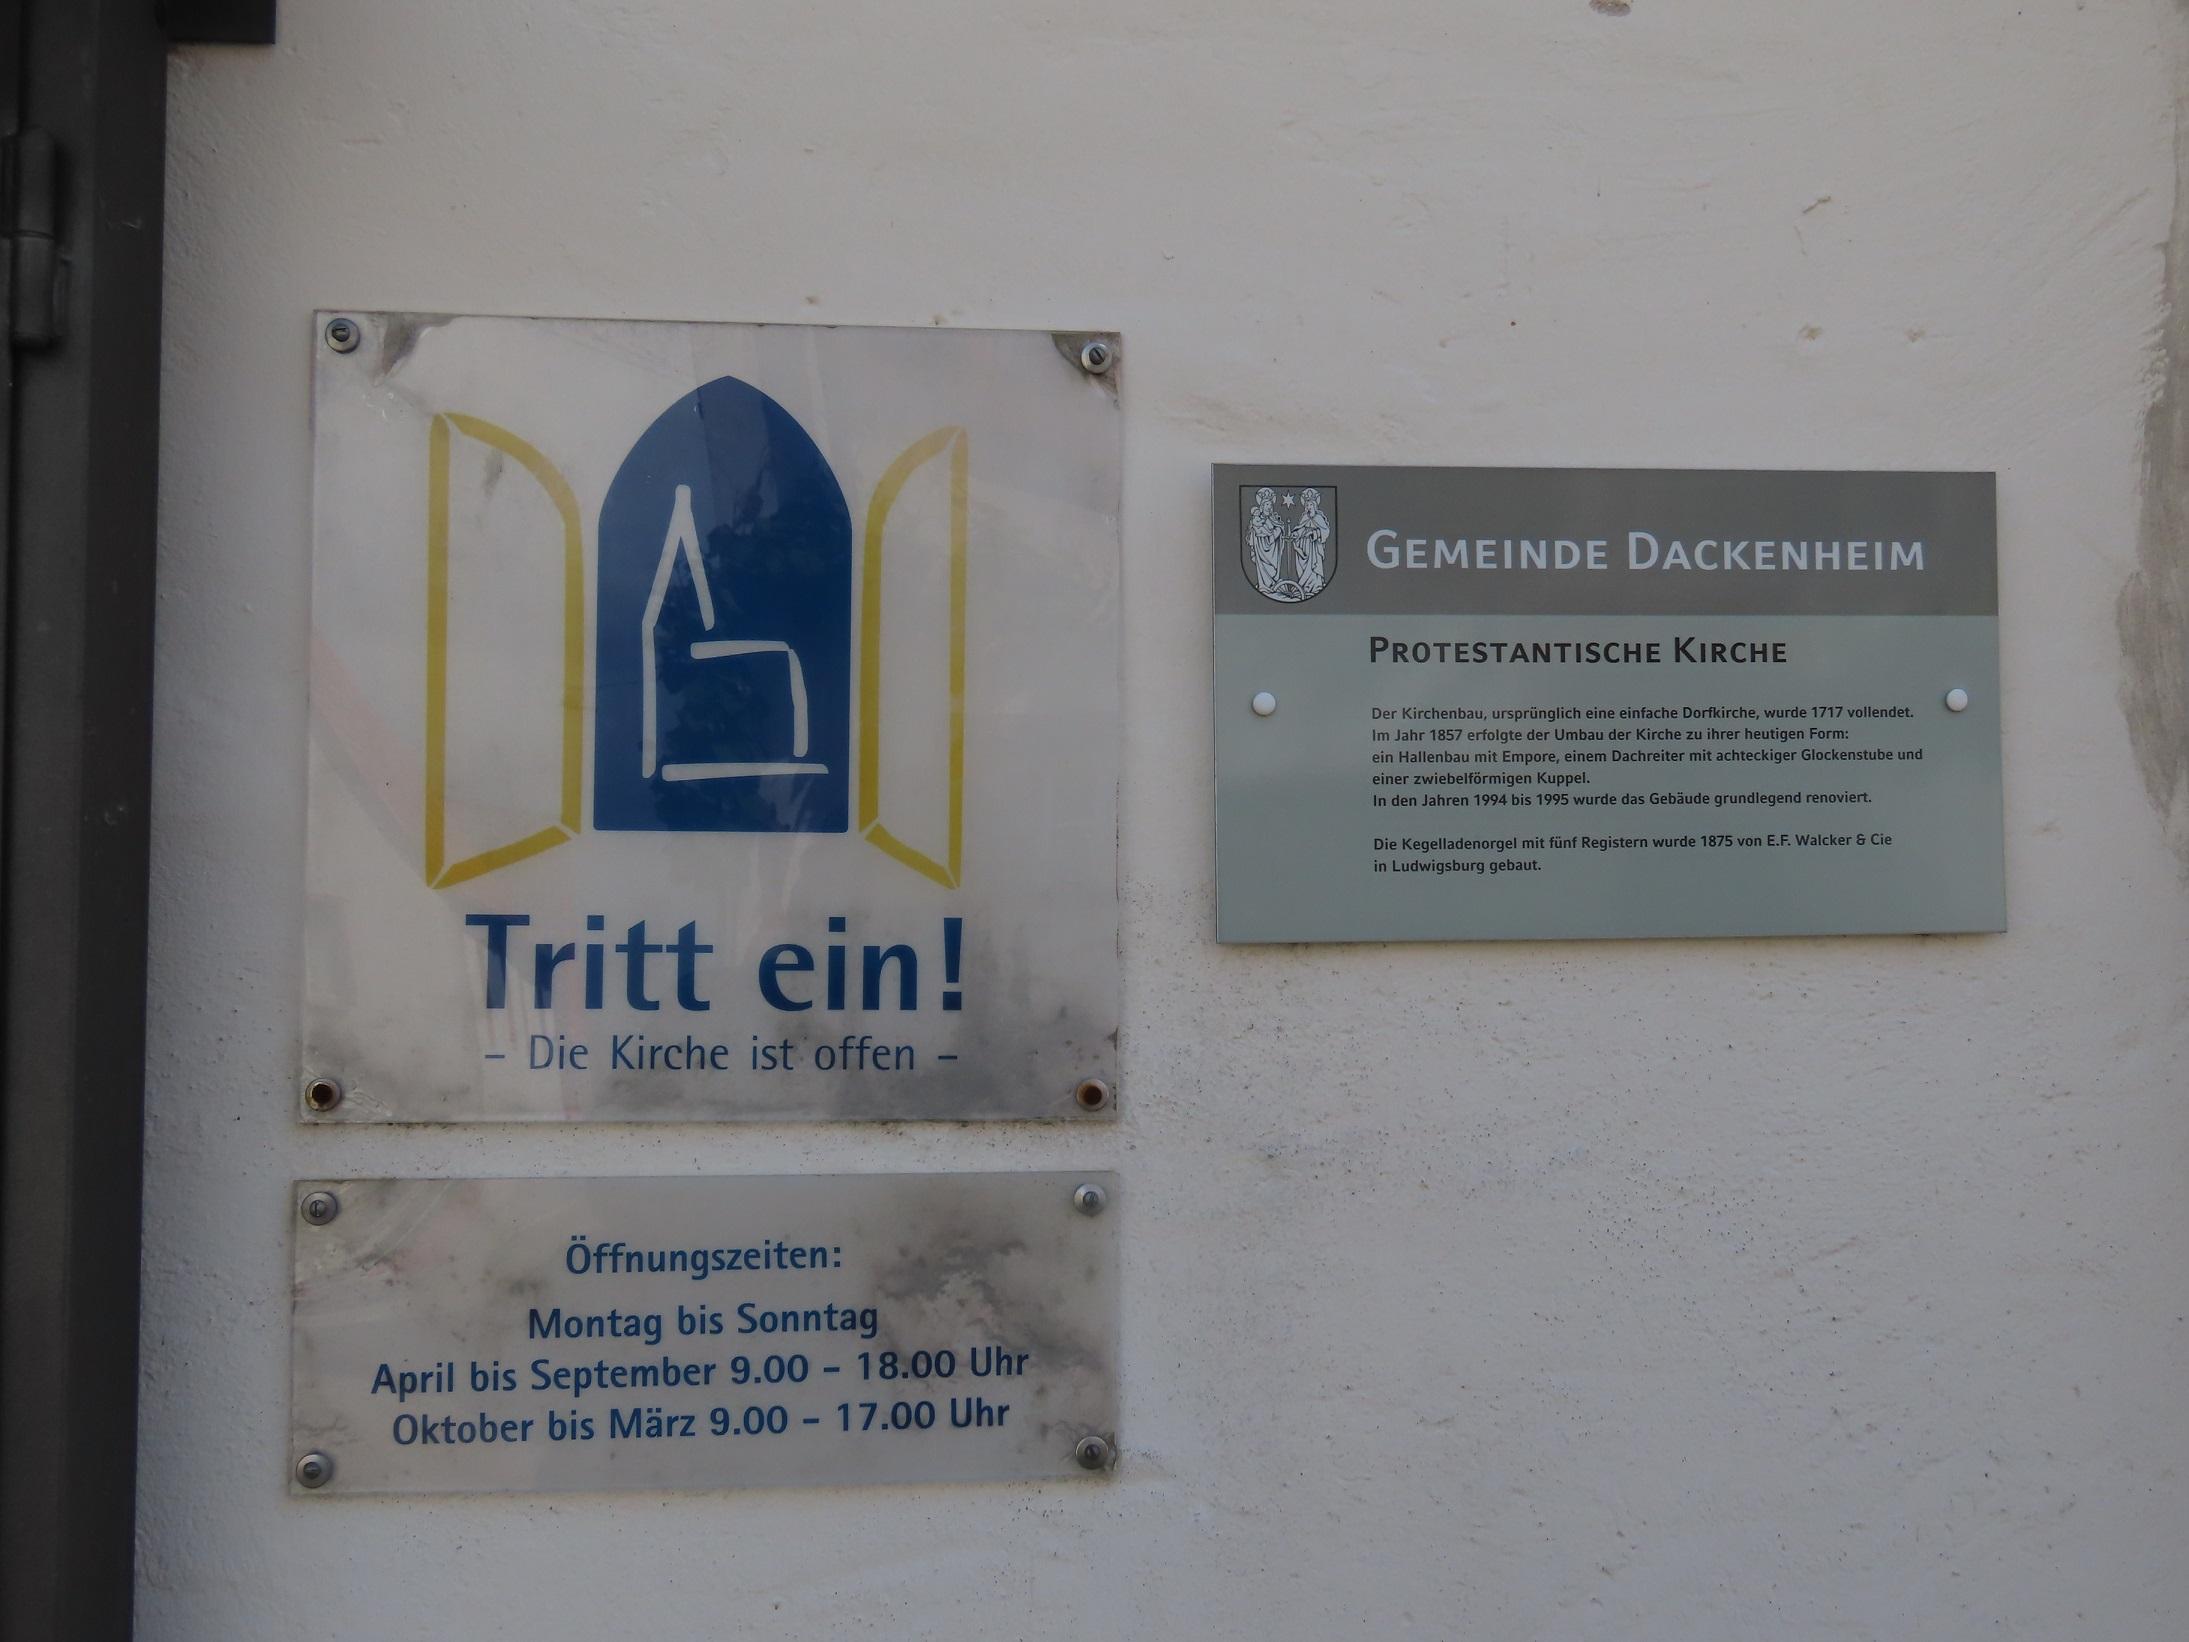 Tritt ein!
– Die Kirche ist offen –
Öffnungszeiten:
Montag bis Sonntag
April bis September 9.00 – 18.00 Uhr
Oktober bis März 9.00 – 17.00 Uhr
GEMEINDE DACKENHEIM
PROTESTANTISCHE KIRCHE
Der Kirchenbau, ursprünglich eine einfache Dorfkirche, wurde 1717 vollendet.
Im Jahr 1857 erfolgte der Umbau der Kirche zu ihrer heutigen Form:
ein Hallenbau mit Empore, einem Dachreiter mit achteckiger Glockenstube und
einer zwiebelförmigen Kuppel.
In den Jahren 1994 bis 1995 wurde das Gebäude grundlegend renoviert.
Die Kegelladenorgel mit fünf Registern wurde 1875 von E.F. Walcker & Cie
in Ludwigsburg gebaut.